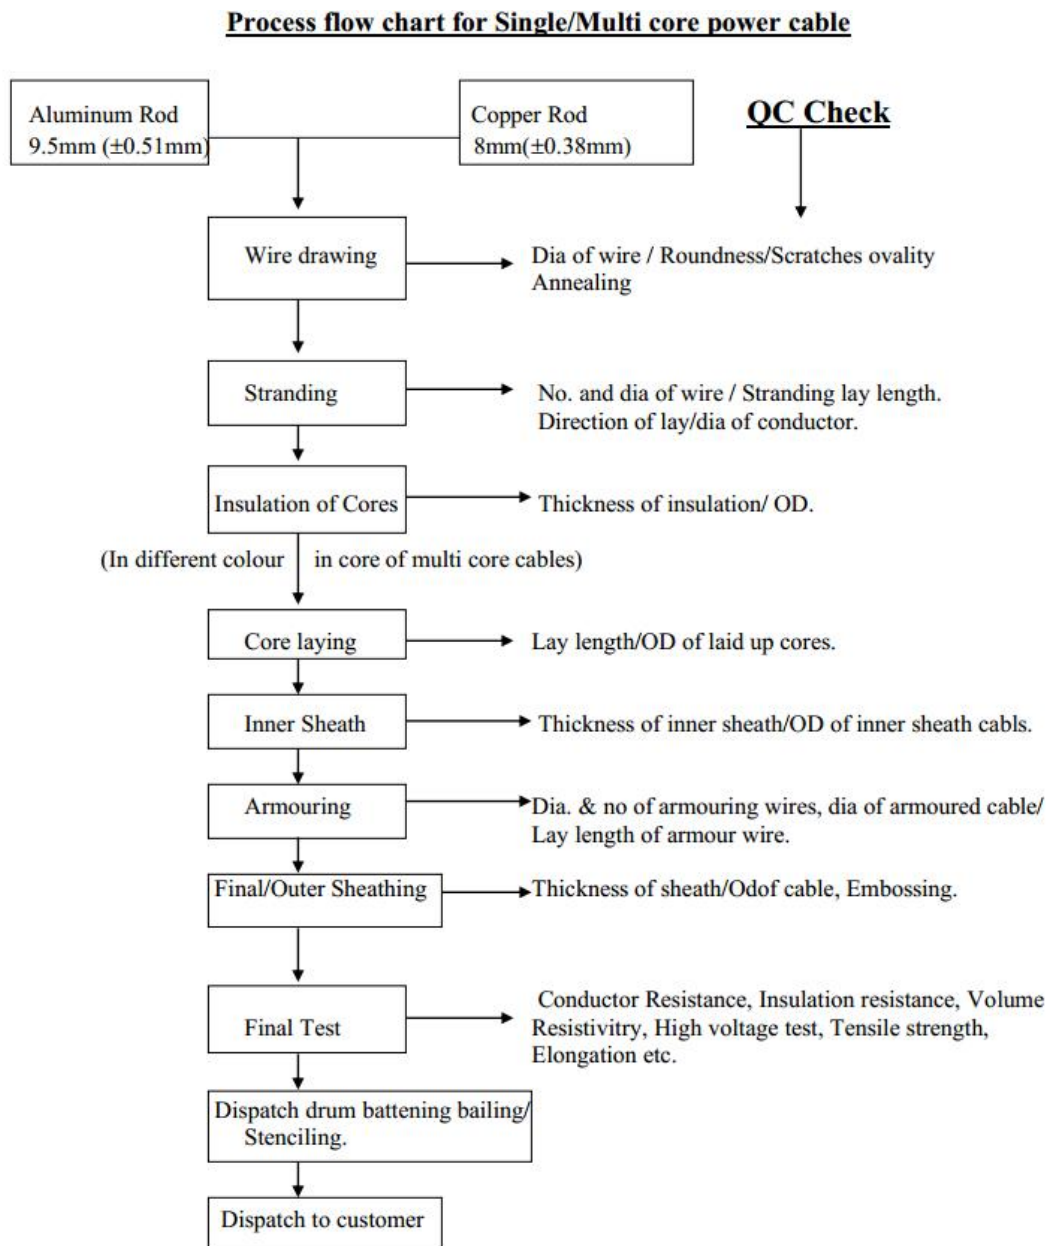 Process flow chart for Single/Multi core power cable
Aluminum Rod
9.5mm (±0.51mm)
Copper Rod
8mm(±0.38mm)
QC Check
Wire drawing
Dia of wire / Roundness/Scratches ovality
Annealing
Stranding
No. and dia of wire / Stranding lay length.
Direction of lay/dia of conductor.
Insulation of Cores
Thickness of insulation/ OD.
(In different colour in core of multi core cables)
Core laying
Lay length/OD of laid up cores.
Inner Sheath
Thickness of inner sheath/OD of inner sheath cabls.
Armouring
Dia. & no of armouring wires, dia of armoured cable/
Lay length of armour wire.
Final/Outer Sheathing
Thickness of sheath/Odof cable, Embossing.
Final Test
Conductor Resistance, Insulation resistance, Volume
Resistivitry, High voltage test, Tensile strength,
Elongation etc.
Dispatch drum battening bailing/
Stenciling.
Dispatch to customer